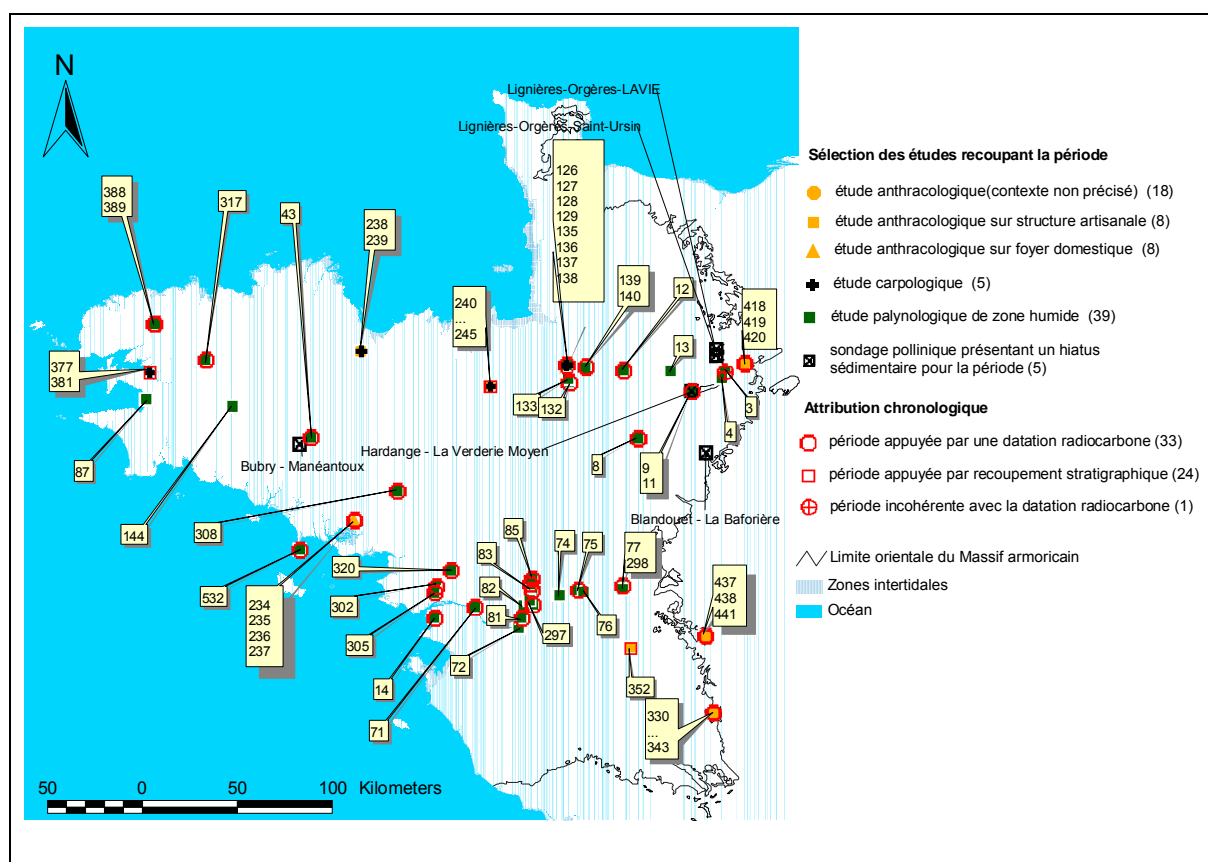 N
Lignières-Orgères-LAVIE
Lignières-Orgères-Saint-Ursin
388
389
317
43
238
239
126
127
128
129
135
136
137
138
139
140
12
240
...
245
13
418
419
420
377
381
133
132
3
4
Hardange - La Verderie Moyen
Bubry - Manéantoux
8
9
11
87
144
308
Blandouet - La Baforière
85
74
75
77
298
83
320
82
532
302
81
297
76
437
438
441
234
235
236
237
305
72
14
352
71
330
...
343
50 0 50 100 Kilometers
Sélection des études recoupant la période
étude anthracologique(contexte non précisé) (18)
étude anthracologique sur structure artisanale (8)
étude anthracologique sur foyer domestique (8)
étude carpologique (5)
étude palynologique de zone humide (39)
sondage pollinique présentant un hiatus
sédimentaire pour la période (5)
Attribution chronologique
période appuyée par une datation radiocarbone (33)
période appuyée par recoupement stratigraphique (24)
période incohérente avec la datation radiocarbone (1)
Limite orientale du Massif armoricain
Zones intertidales
Océan